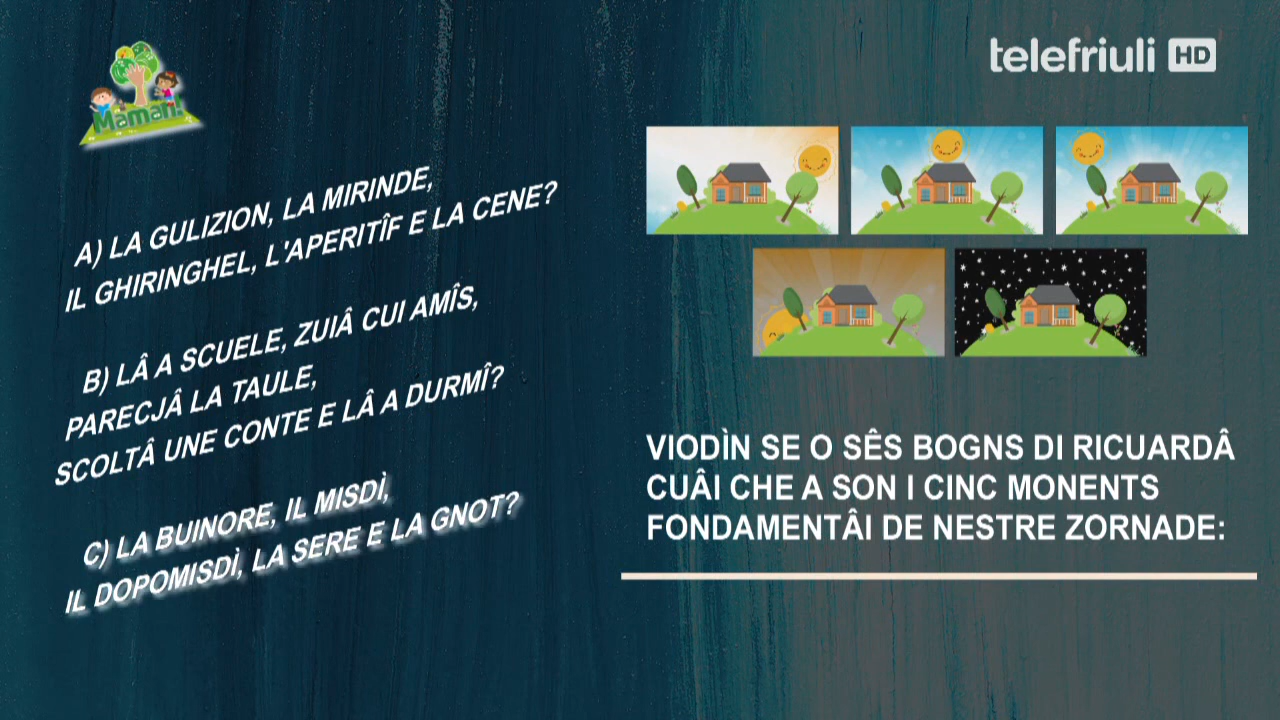 Maman!
telefriuli HD
A) LA GULIZION, LA MIRINDE,
IL GHIRINGHEL, L'APERITÎF E LA CENE?
B) LÂ A SCUELE, ZUIÂ CUI AMÎS,
PARECJÂ LA TAULE,
SCOLTÂ UNE CONTE E LÂ A DURMÎ?
C) LA BUINORE, IL MISDÌ,
IL DOPOMISDÌ, LA SERE E LA GNOT?
VIODÌN SE O SÊS BOGNS DI RICUARDÂ
CUÂI CHE A SON I CINC MONENTS
FONDAMENTÂI DE NESTRE ZORNADE: